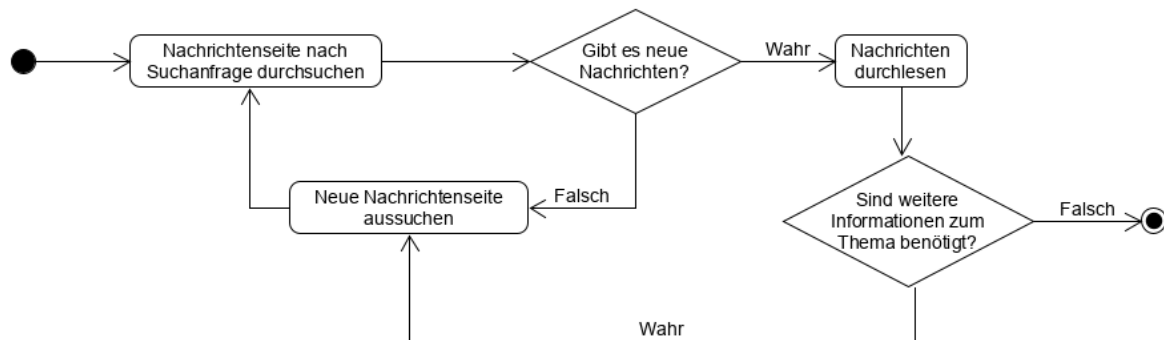 Nachrichtenseite nach
Suchanfrage durchsuchen
Gibt es neue
Nachrichten?
Wahr
Nachrichten
durchlesen
Falsch
Neue Nachrichtenseite
aussuchen
Sind weitere
Informationen zum
Thema benötigt?
Falsch
Wahr